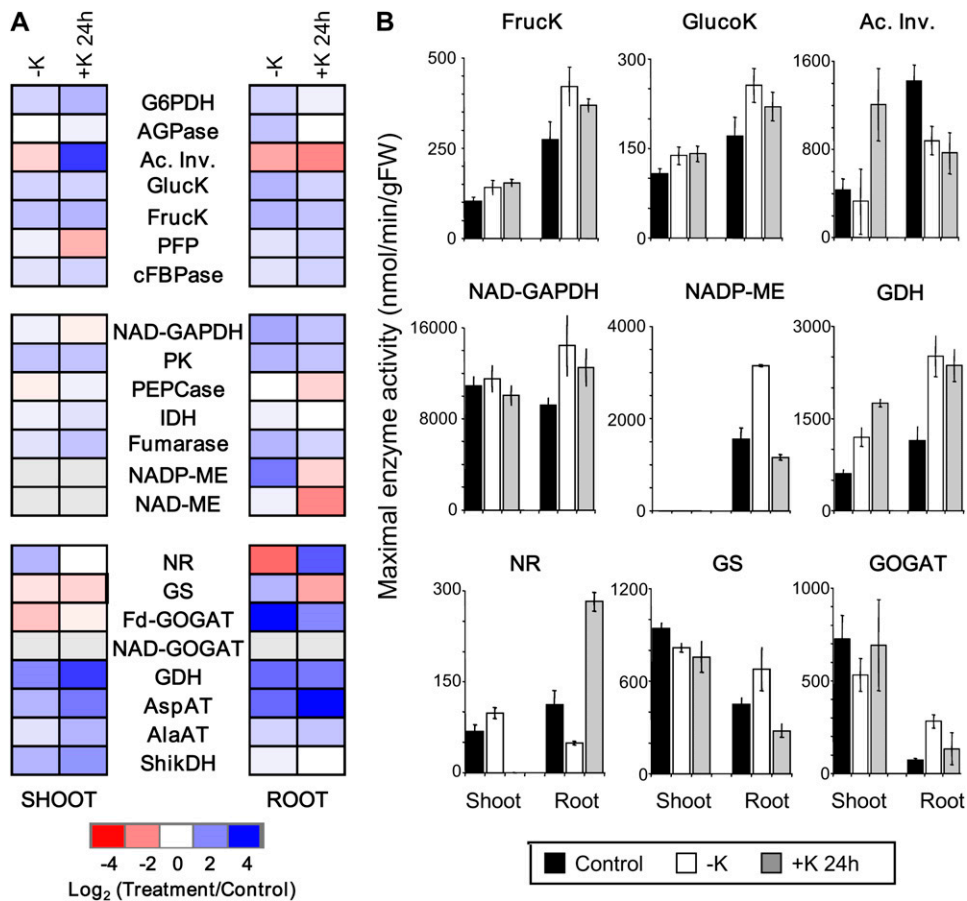 A
-K
+K 24h
-K
+K 24h
G6PDH
AGPase
Ac. Inv.
GlucK
FrucK
PFP
cFBPase
NAD-GAPDH
PK
PEPCase
IDH
Fumarase
NADP-ME
NAD-ME
NR
GS
Fd-GOGAT
NAD-GOGAT
GDH
AspAT
AlaAT
ShikDH
SHOOT
ROOT
-4 -2 0 2 4
Log2 (Treatment/Control)
B
Maximal enzyme activity (nmol/min/gFW)
FrucK
500
250
0
GlucoK
300
150
0
Ac. Inv.
1600
800
400
0
NAD-GAPDH
16000
12000
8000
0
NADP-ME
4000
2000
0
GDH
3000
1500
0
NR
300
150
0
GS
1200
600
0
GOGAT
1000
500
0
Shoot Root
Shoot Root
Shoot Root
Control -K +K 24h